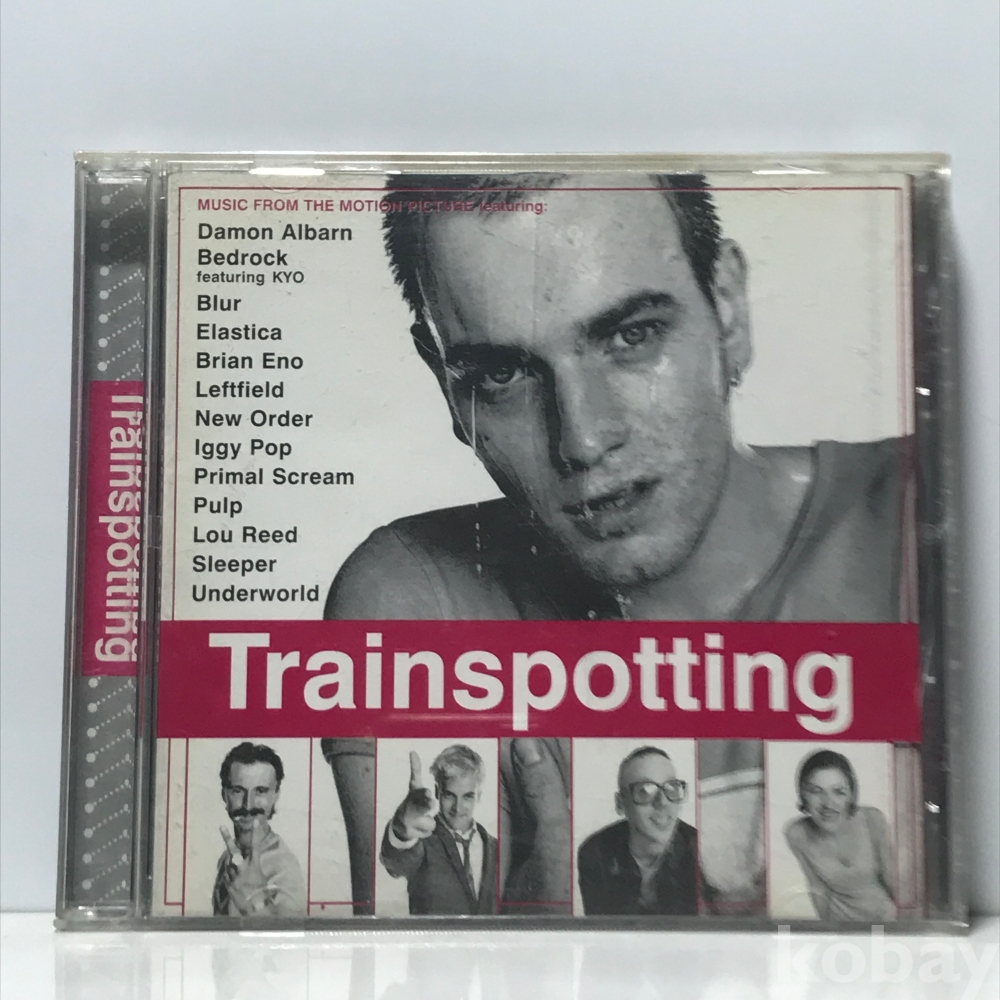 MUSIC FROM THE MOTION PICTURE featuring:
Damon Albarn
Bedrock
featuring KYO
Blur
Elastica
Brian Eno
Leftfield
New Order
Iggy Pop
Primal Scream
Pulp
Lou Reed
Sleeper
Underworld
Trainspotting
Trainspotting
kobay